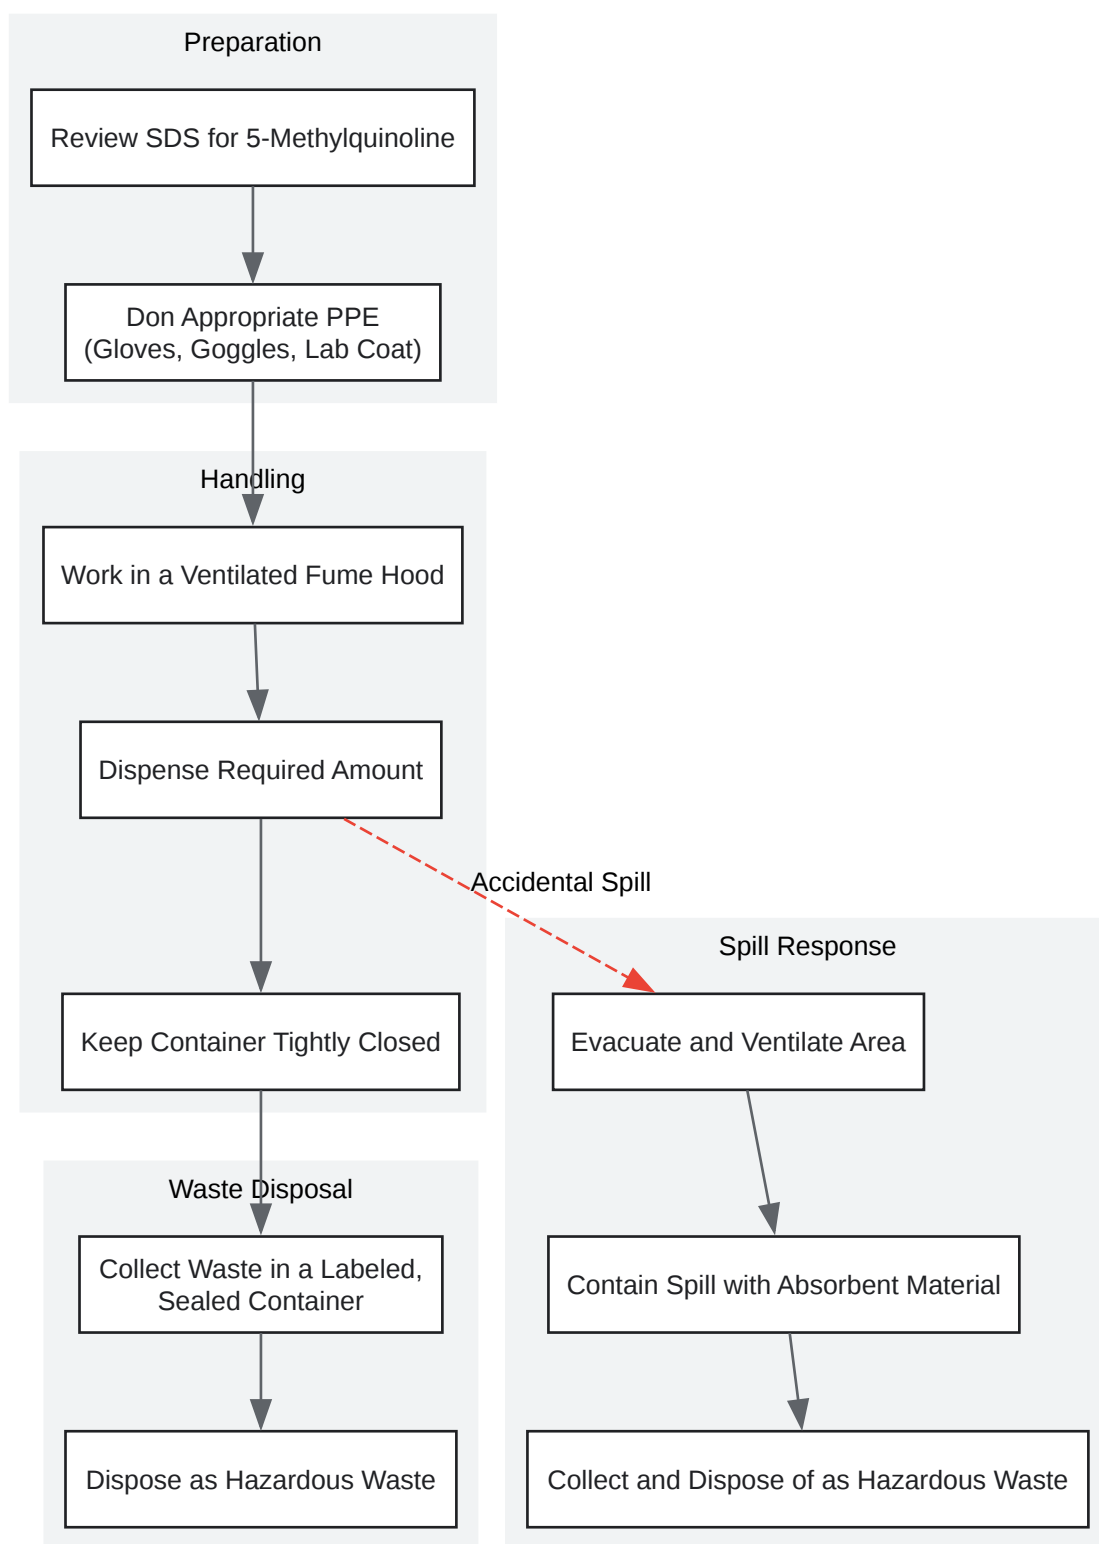 Preparation
Review SDS for 5-Methylquinoline
Don Appropriate PPE
(Gloves, Goggles, Lab Coat)
Handling
Work in a Ventilated Fume Hood
Dispense Required Amount
Accidental Spill
Keep Container Tightly Closed
Spill Response
Evacuate and Ventilate Area
Contain Spill with Absorbent Material
Collect and Dispose of as Hazardous Waste
Waste Disposal
Collect Waste in a Labeled,
Sealed Container
Dispose as Hazardous Waste